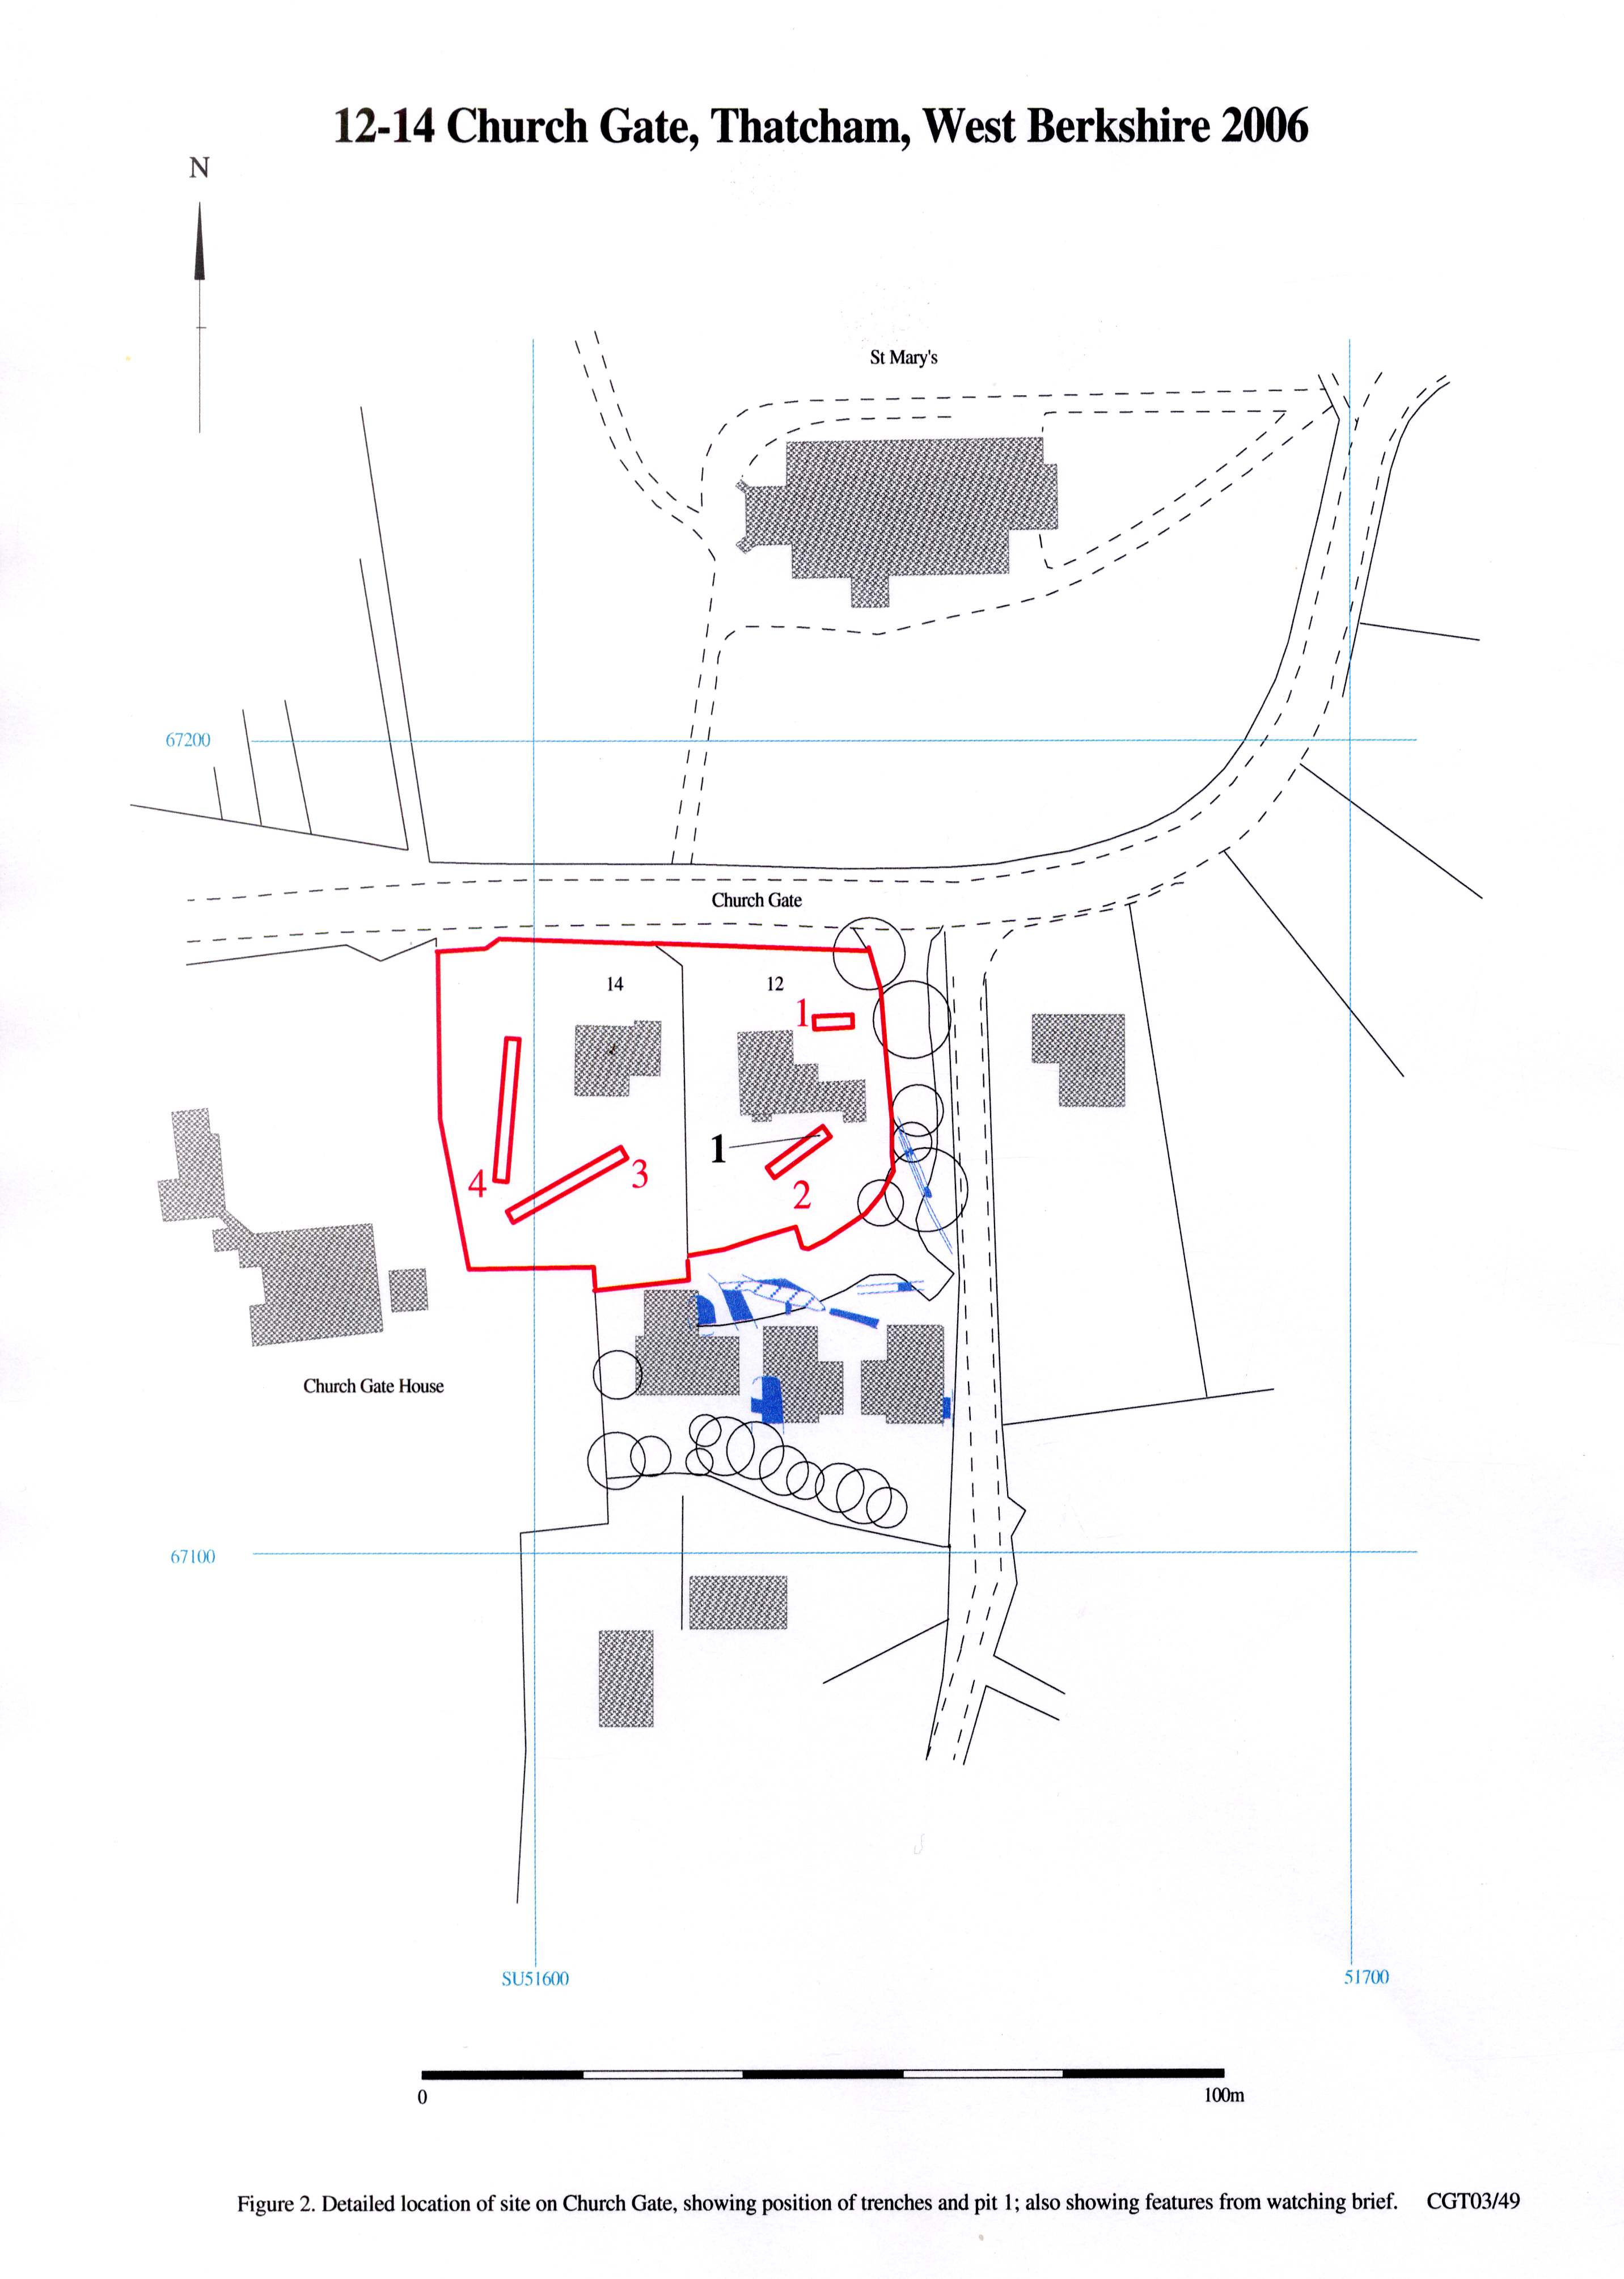 12-14 Church Gate, Thatcham, West Berkshire 2006
N
St Mary's
67200
Church Gate
14
12
1
1
4
3
2
Church Gate House
67100
SU51600
51700
0
100m
Figure 2. Detailed location of site on Church Gate, showing position of trenches and pit 1; also showing features from watching brief. CGT03/49